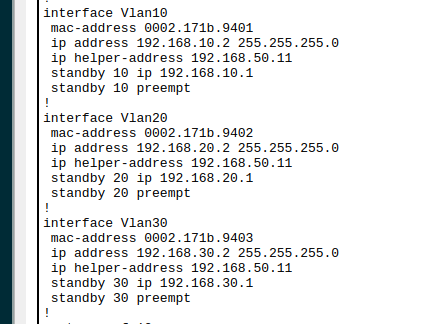 !
interface Vlan10
 mac-address 0002.171b.9401
 ip address 192.168.10.2 255.255.255.0
 ip helper-address 192.168.50.11
 standby 10 ip 192.168.10.1
 standby 10 preempt
!
interface Vlan20
 mac-address 0002.171b.9402
 ip address 192.168.20.2 255.255.255.0
 ip helper-address 192.168.50.11
 standby 20 ip 192.168.20.1
 standby 20 preempt
!
interface Vlan30
 mac-address 0002.171b.9403
 ip address 192.168.30.2 255.255.255.0
 ip helper-address 192.168.50.11
 standby 30 ip 192.168.30.1
 standby 30 preempt
!